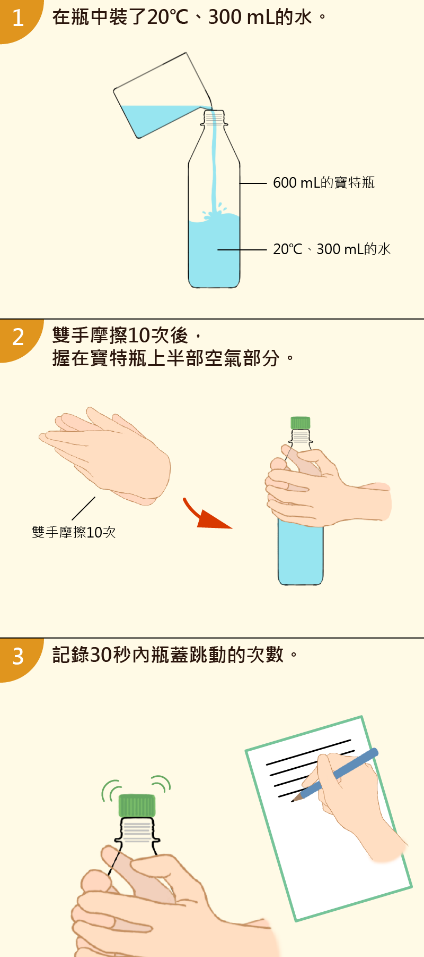 1 在瓶中裝了20℃、300 mL的水。
600 mL的寶特瓶
20℃、300 mL的水
2 雙手摩擦10次後，
握在寶特瓶上半部空氣部分。
雙手摩擦10次
3 記錄30秒內瓶蓋跳動的次數。